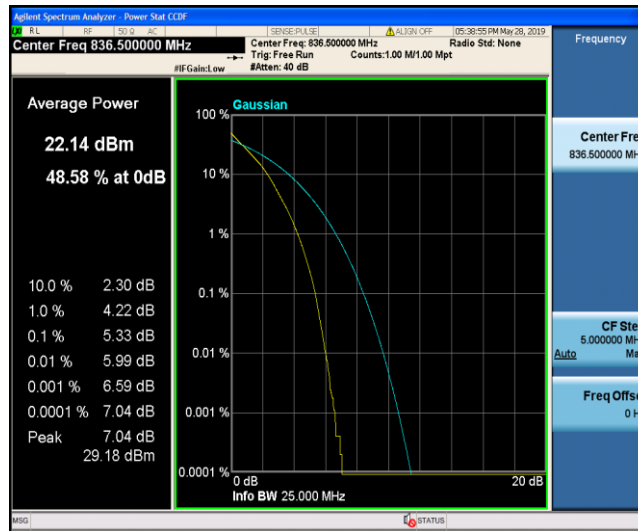 Agilent Spectrum Analyzer - Power Stat CCDF
RL RF 50 Ω AC SENSE:PULSE ALIGN OFF 05:38:55 PM May 28, 2019
Center Freq 836.500000 MHz
Center Freq: 836.500000 MHz Radio Std: None
Trig: Free Run Counts:1.00 M/1.00 Mpt
#IFGain:Low #Atten: 40 dB
Frequency
Average Power
22.14 dBm
48.58 % at 0dB
10.0 % 2.30 dB
1.0 % 4.22 dB
0.1 % 5.33 dB
0.01 % 5.99 dB
0.001 % 6.59 dB
0.0001 % 7.04 dB
Peak 7.04 dB
29.18 dBm
Gaussian
100 %
10 %
1 %
0.1 %
0.01 %
0.001 %
0.0001 %
0 dB 20 dB
Info BW 25.000 MHz
Center Fre
836.500000 MH
CF Ste
5.000000 MH
Auto Ma
Freq Offs
0 H
MSG STATUS